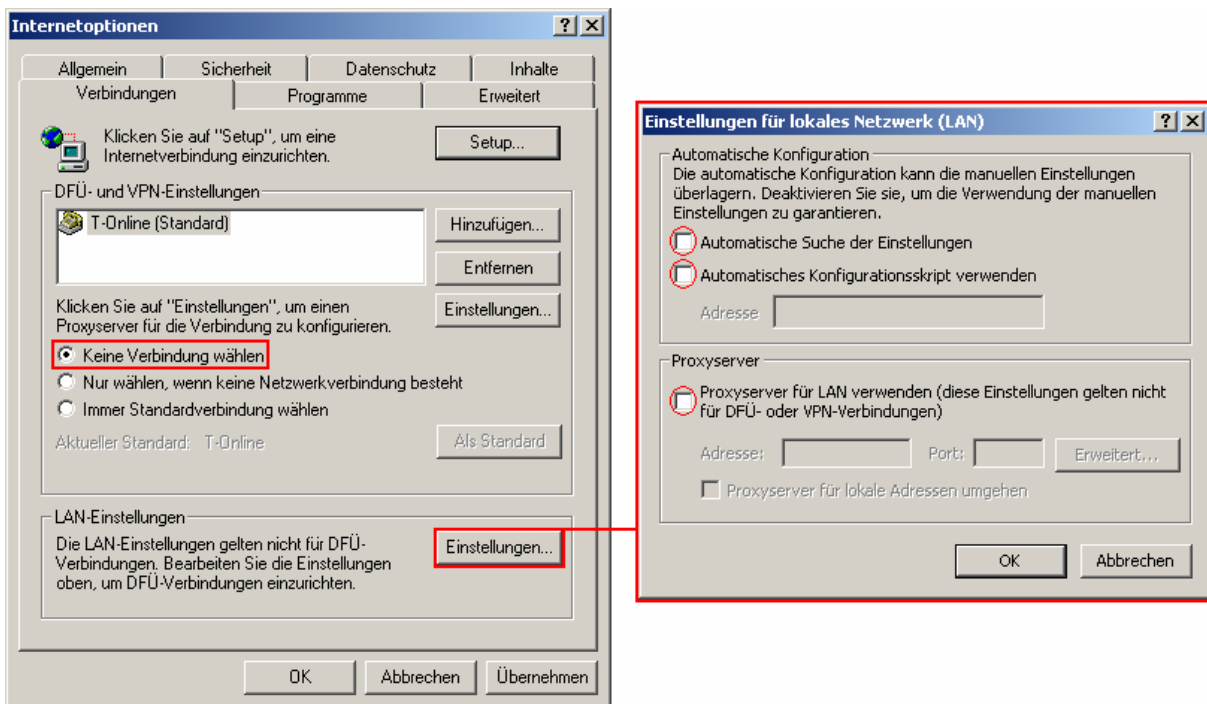 Internetoptionen
Allgemein
Sicherheit
Datenschutz
Inhalte
Verbindungen
Programme
Erweitert
Klicken Sie auf "Setup", um eine
Internetverbindung einzurichten.
Setup...
DFÜ- und VPN-Einstellungen
T-Online (Standard)
Hinzufügen...
Entfernen
Klicken Sie auf "Einstellungen", um einen
Proxyserver für die Verbindung zu konfigurieren.
Einstellungen...
Keine Verbindung wählen
Nur wählen, wenn keine Netzwerkverbindung besteht
Immer Standardverbindung wählen
Aktueller Standard: T-Online
Als Standard
LAN-Einstellungen
Die LAN-Einstellungen gelten nicht für DFÜ-
Verbindungen. Bearbeiten Sie die Einstellungen
oben, um DFÜ-Verbindungen einzurichten.
Einstellungen...
OK
Abbrechen
Übernehmen
Einstellungen für lokales Netzwerk (LAN)
Automatische Konfiguration
Die automatische Konfiguration kann die manuellen Einstellungen
überlagern. Deaktivieren Sie sie, um die Verwendung der manuellen
Einstellungen zu garantieren.
Automatische Suche der Einstellungen
Automatisches Konfigurationsskript verwenden
Adresse
Proxyserver
Proxyserver für LAN verwenden (diese Einstellungen gelten nicht
für DFÜ- oder VPN-Verbindungen)
Adresse:
Port:
Erweitert...
Proxyserver für lokale Adressen umgehen
OK
Abbrechen